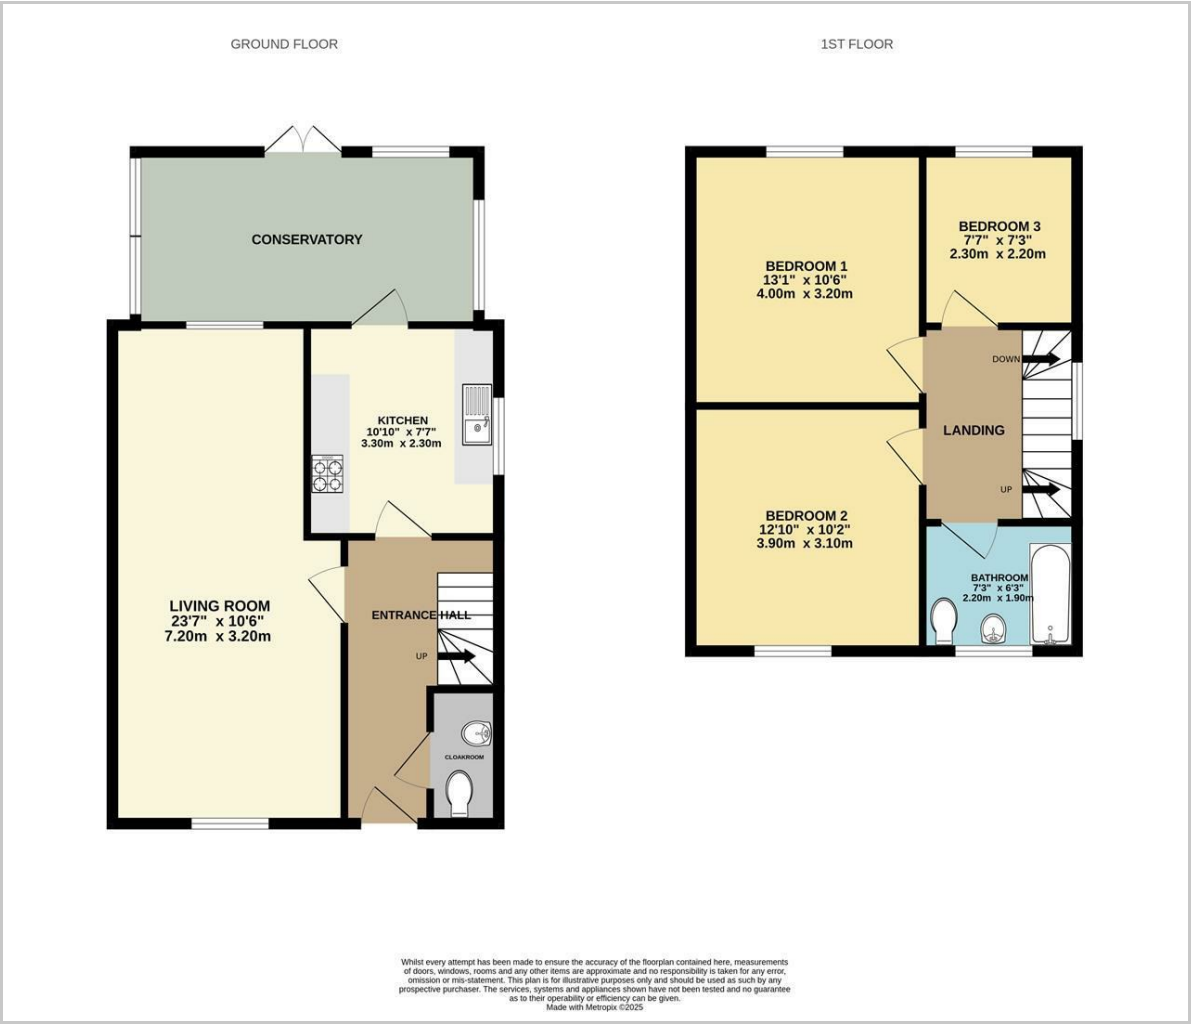 GROUND FLOOR
1ST FLOOR
CONSERVATORY
KITCHEN
10'10" x 7'7"
3.30m x 2.30m
LIVING ROOM
23'7" x 10'6"
7.20m x 3.20m
ENTRANCE HALL
UP
CLOAKROOM
BEDROOM 1
13'1" x 10'6"
4.00m x 3.20m
BEDROOM 3
7'7" x 7'3"
2.30m x 2.20m
DOWN
LANDING
UP
BEDROOM 2
12'10" x 10'2"
3.90m x 3.10m
BATHROOM
7'3" x 6'3"
2.20m x 1.90m
Whilst every attempt has been made to ensure the accuracy of the floorplan contained here, measurements
of doors, windows, rooms and any other items are approximate and no responsibility is taken for any error,
omission or mis-statement. This plan is for illustrative purposes only and should be used as such by any
prospective purchaser. The services, systems and appliances shown have not been tested and no guarantee
as to their operability or efficiency can be given.
Made with Metropix ©2025